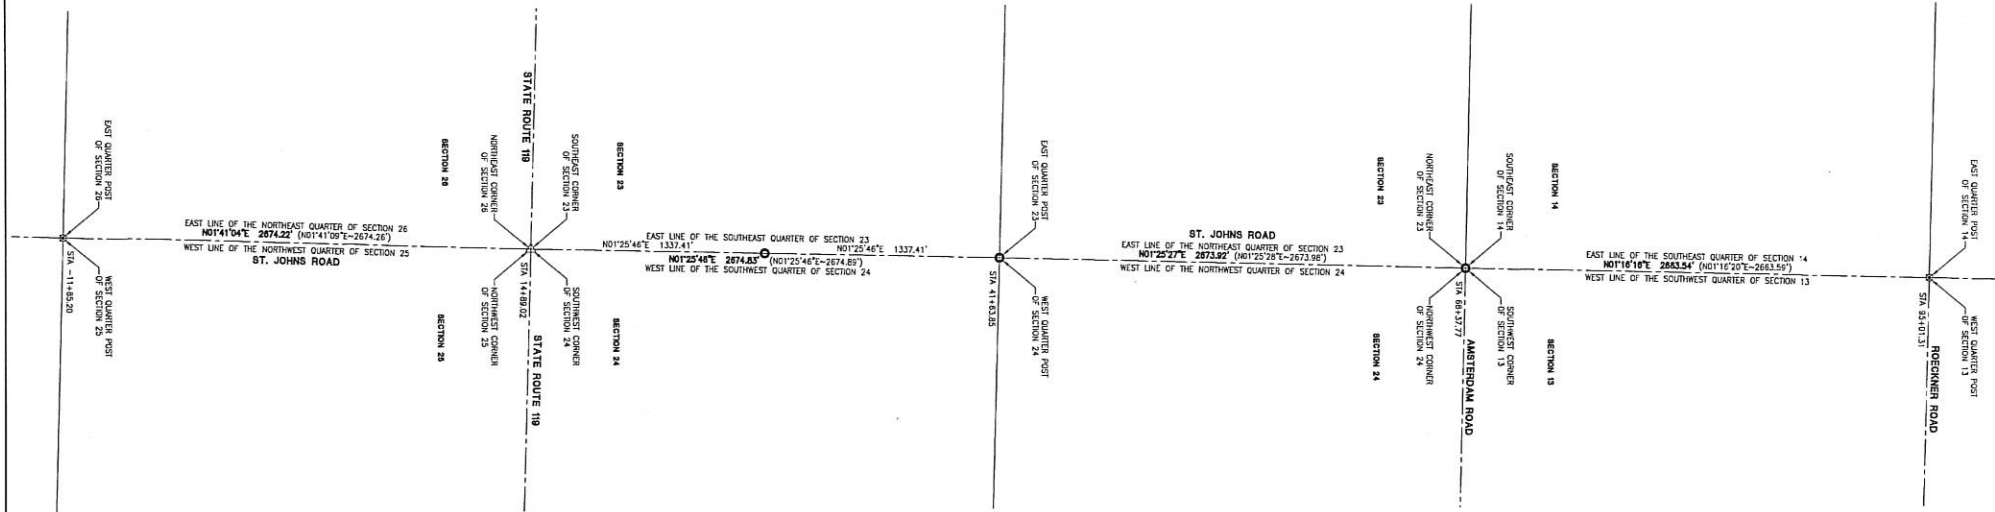 EAST QUARTER POST
OF SECTION 26
EAST LINE OF THE NORTHEAST QUARTER OF SECTION 26
N01°41'04"E 2674.22' (N01°41'09"E~2674.26')
WEST LINE OF THE NORTHWEST QUARTER OF SECTION 25
ST. JOHNS ROAD
STA -11+85.20
WEST QUARTER POST
OF SECTION 25
SECTION 26
NORTHEAST CORNER
OF SECTION 26
STATE ROUTE 119
SOUTHEAST CORNER
OF SECTION 23
SECTION 23
SECTION 25
NORTHWEST CORNER
OF SECTION 25
STA 14+89.02
STATE ROUTE 119
SOUTHWEST CORNER
OF SECTION 24
SECTION 24
EAST LINE OF THE SOUTHEAST QUARTER OF SECTION 23
N01°25'46"E 1337.41'
N01°25'46"E 1337.41'
N01°25'46"E 2674.83' (N01°25'46"E~2674.89')
WEST LINE OF THE SOUTHWEST QUARTER OF SECTION 24
EAST QUARTER POST
OF SECTION 23
STA 41+63.85
WEST QUARTER POST
OF SECTION 24
ST. JOHNS ROAD
EAST LINE OF THE NORTHEAST QUARTER OF SECTION 23
N01°25'27"E 2673.92' (N01°25'28"E~2673.98')
WEST LINE OF THE NORTHWEST QUARTER OF SECTION 24
SECTION 23
NORTHEAST CORNER
OF SECTION 23
SOUTHEAST CORNER
OF SECTION 14
SECTION 14
SECTION 24
NORTHWEST CORNER
OF SECTION 24
STA 68+37.77
AMSTERDAM ROAD
SOUTHWEST CORNER
OF SECTION 13
SECTION 13
EAST LINE OF THE SOUTHEAST QUARTER OF SECTION 14
N01°16'16"E 2663.54' (N01°16'20"E~2663.59')
WEST LINE OF THE SOUTHWEST QUARTER OF SECTION 13
EAST QUARTER POST
OF SECTION 14
STA 95+01.31
ROECKNER ROAD
WEST QUARTER POST
OF SECTION 13